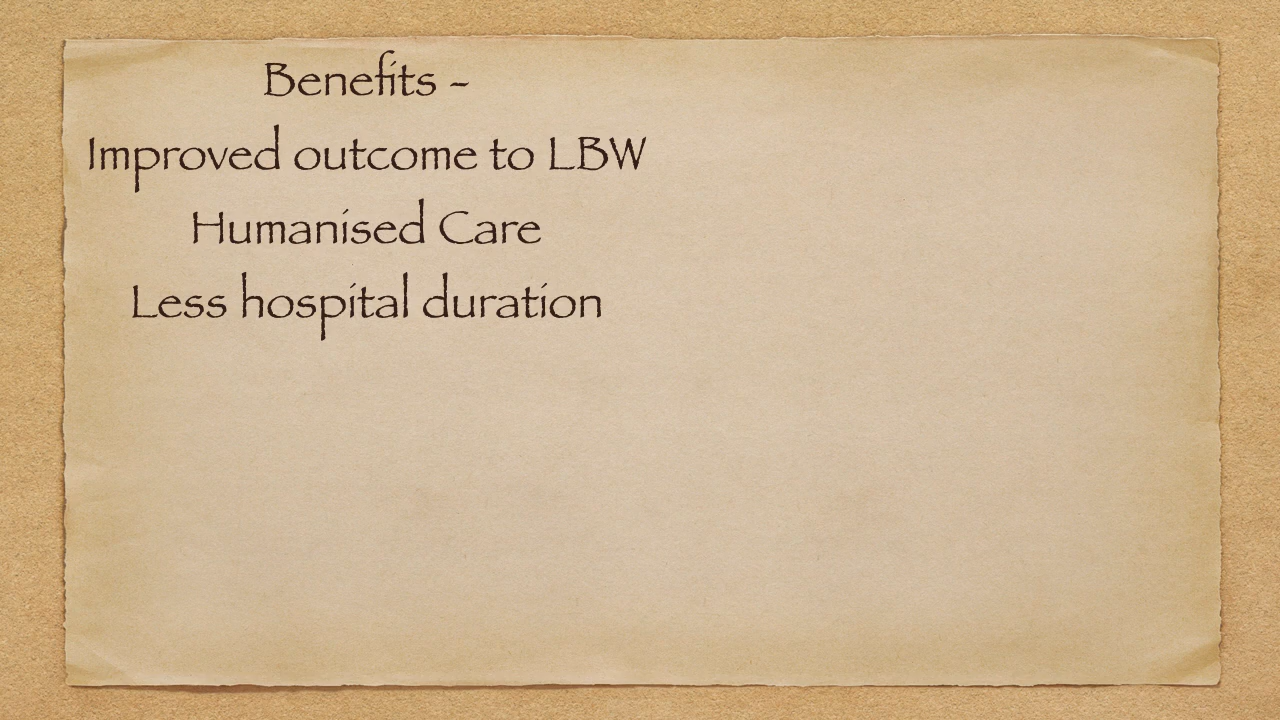 Benefits -
Improved outcome to LBW
Humanised Care
Less hospital duration